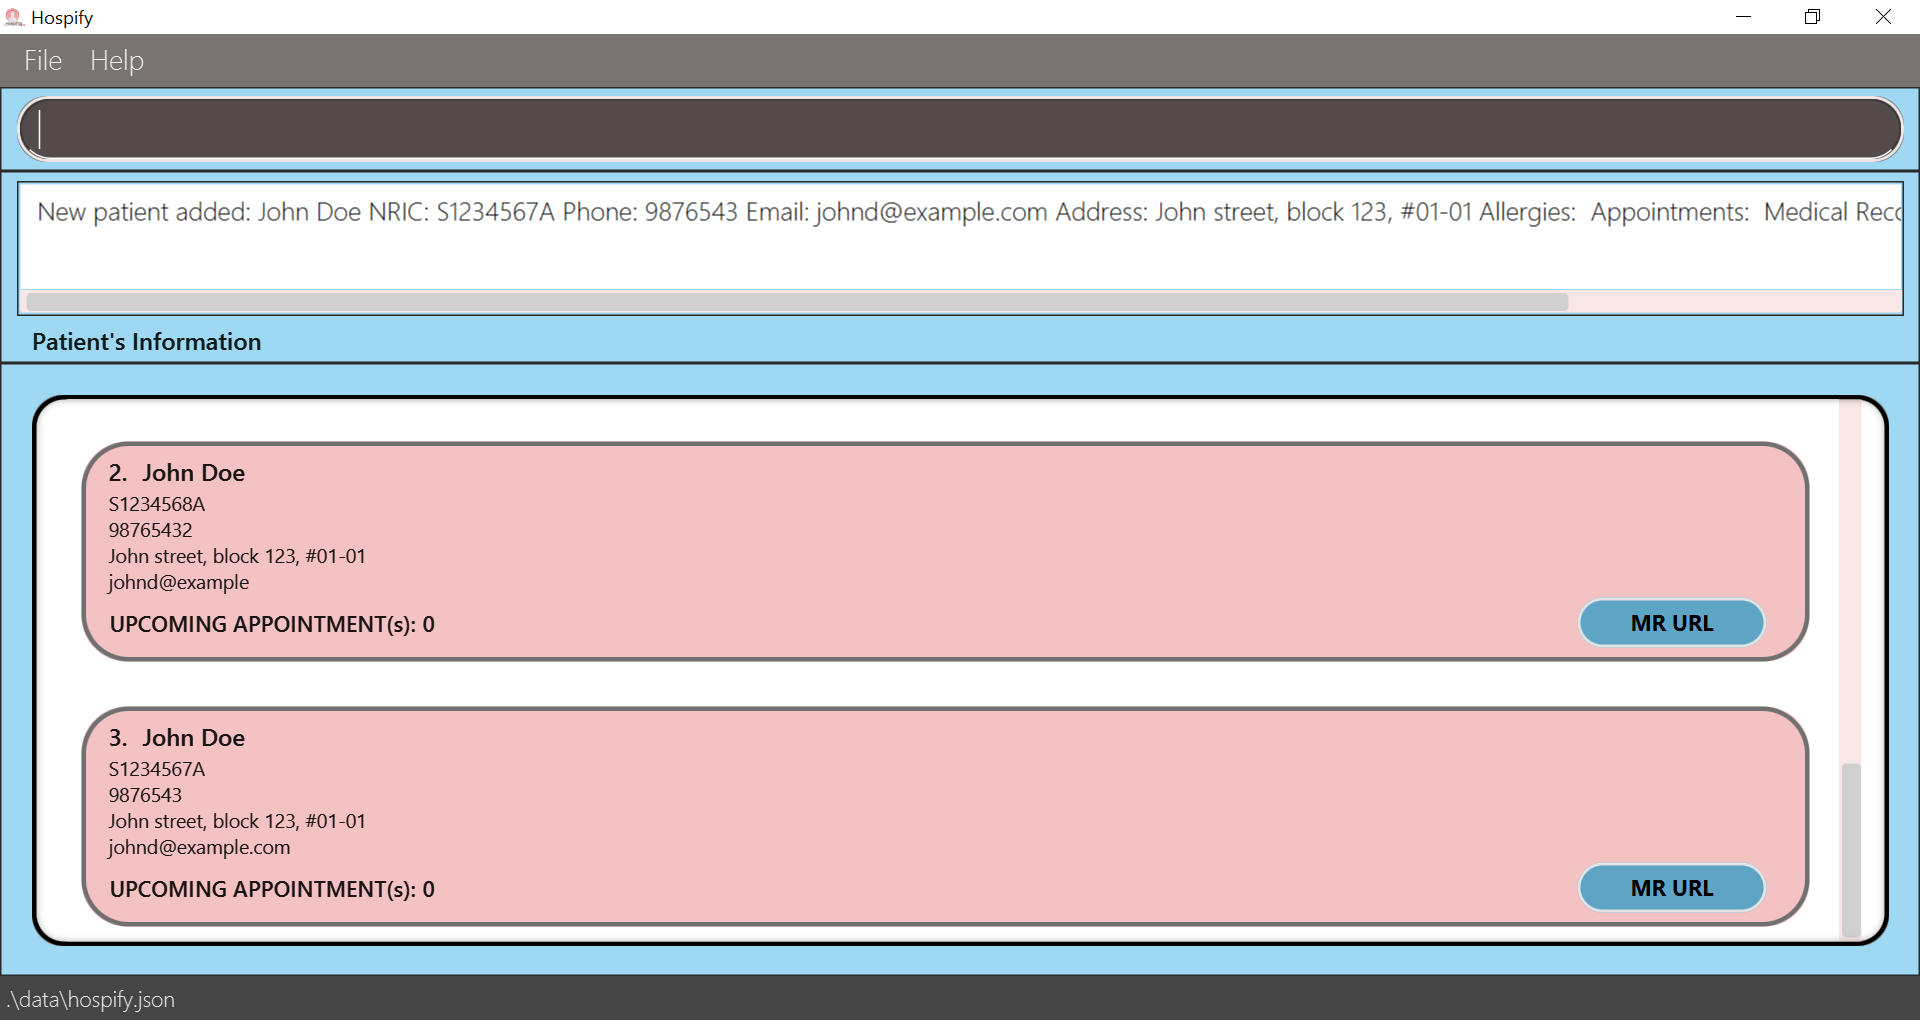 Hospify
File Help
New patient added: John Doe NRIC: S1234567A Phone: 9876543 Email: johnd@example.com Address: John street, block 123, #01-01 Allergies: Appointments: Medical Rec
Patient's Information
2. John Doe
S1234568A
98765432
John street, block 123, #01-01
johnd@example
UPCOMING APPOINTMENT(s): 0
MR URL
3. John Doe
S1234567A
9876543
John street, block 123, #01-01
johnd@example.com
UPCOMING APPOINTMENT(s): 0
MR URL
.\data\hospify.json